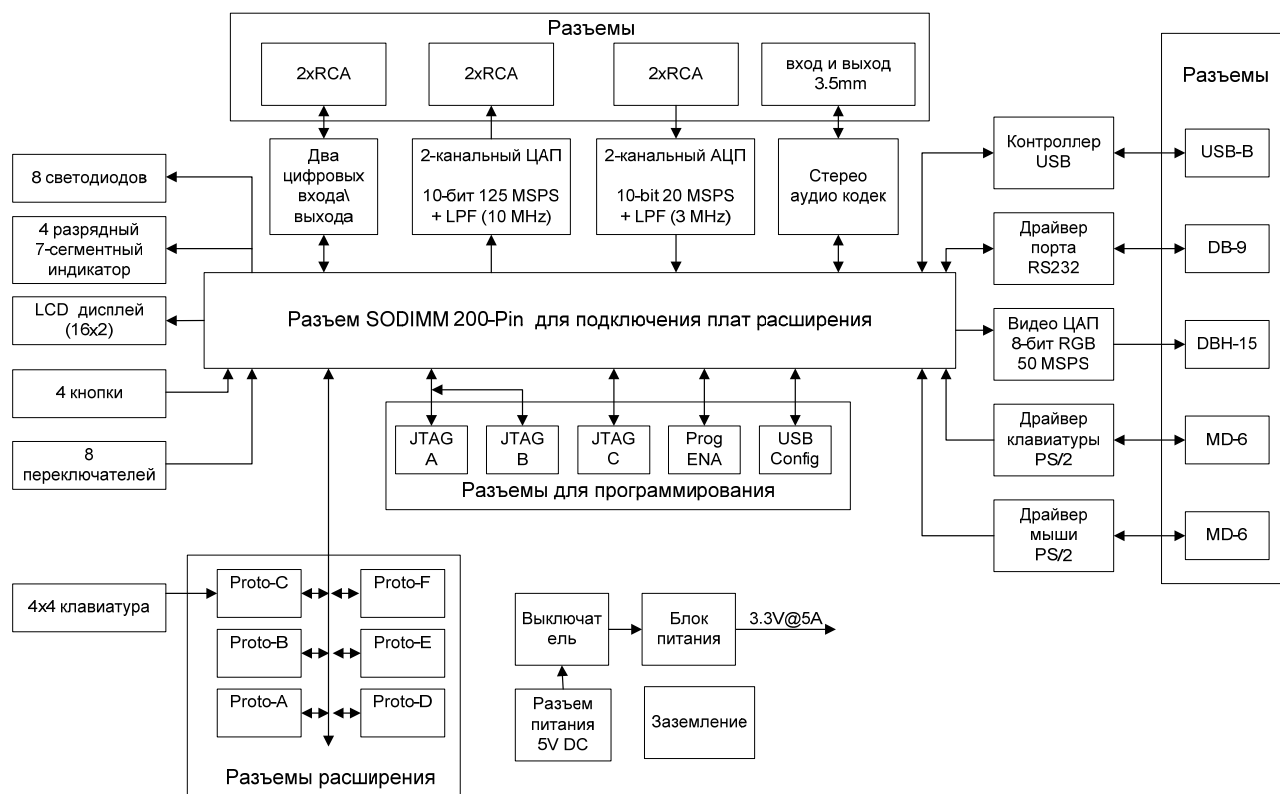 Разъемы
2xRCA
2xRCA
2xRCA
вход и выход
3.5mm
Разъемы
Два
цифровых
входа\
выхода
2-канальный ЦАП
10-бит 125 MSPS
+ LPF (10 MHz)
2-канальный АЦП
10-bit 20 MSPS
+ LPF (3 MHz)
Стерео
аудио кодек
Контроллер
USB
USB-B
8 светодиодов
4 разрядный
7-сегментный
индикатор
Драйвер
порта
RS232
DB-9
LCD дисплей
(16x2)
Разъем SODIMM 200-Pin для подключения плат расширения
Видео ЦАП
8-бит RGB
50 MSPS
DBH-15
4 кнопки
8
переключателей
JTAG
A
JTAG
B
JTAG
C
Prog
ENA
USB
Config
Разъемы для программирования
Драйвер
клавиатуры
PS/2
MD-6
Драйвер
мыши
PS/2
MD-6
4x4 клавиатура
Proto-C
Proto-F
Proto-B
Proto-E
Proto-A
Proto-D
Разъемы расширения
Выключат
ель
Блок
питания
3.3V@5A
Разъем
питания
5V DC
Заземление